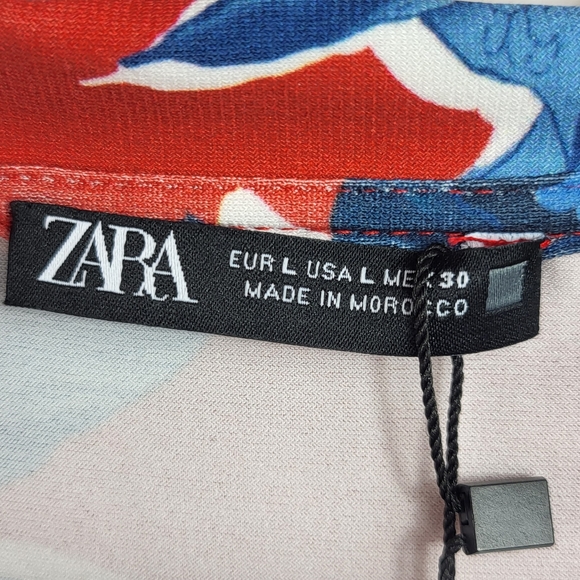 ZARA
EUR L USA L MEX 30
MADE IN MOROCCO